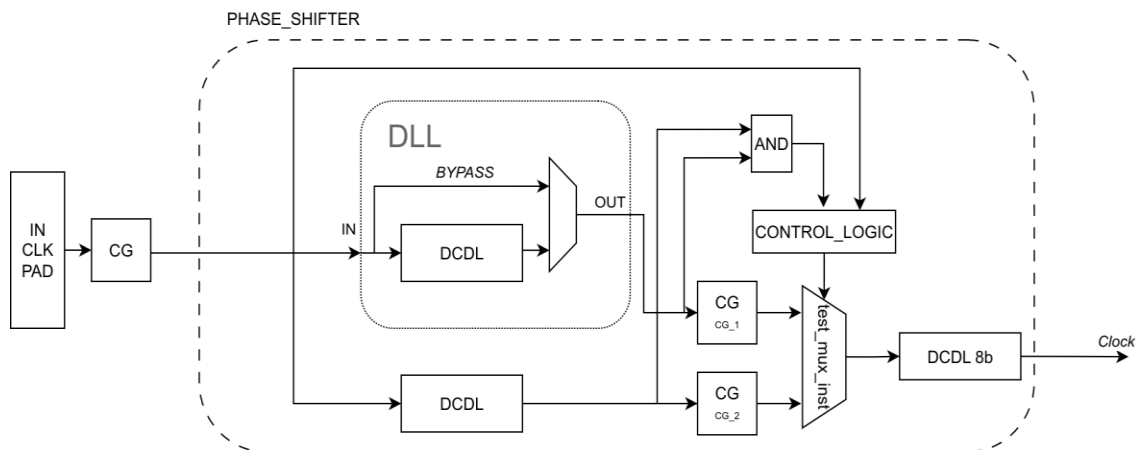 PHASE_SHIFTER
DLL
AND
BYPASS
OUT
IN
CLK
PAD
CG
IN
DCDL
CONTROL_LOGIC
CG
CG_1
test_mux_inst
DCDL 8b
Clock
DCDL
CG
CG_2